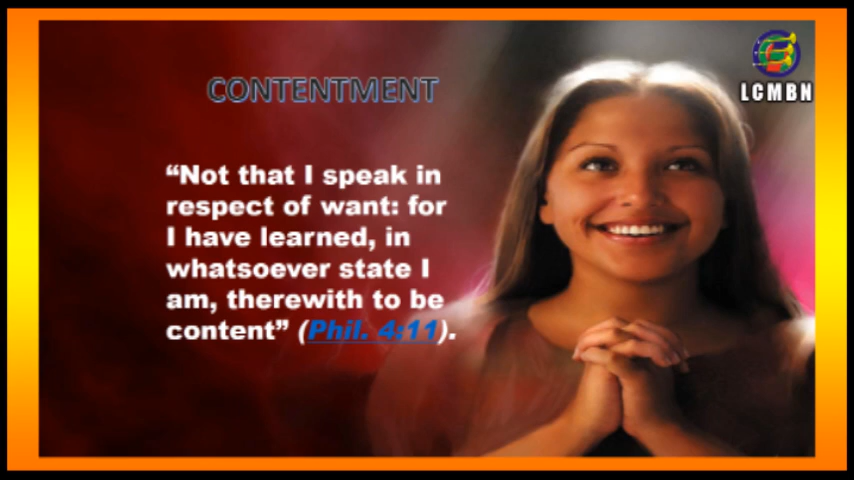 CONTENTMENT
LCMBN
“Not that I speak in
respect of want: for
I have learned, in
whatsoever state I
am, therewith to be
content” (Phil. 4:11).